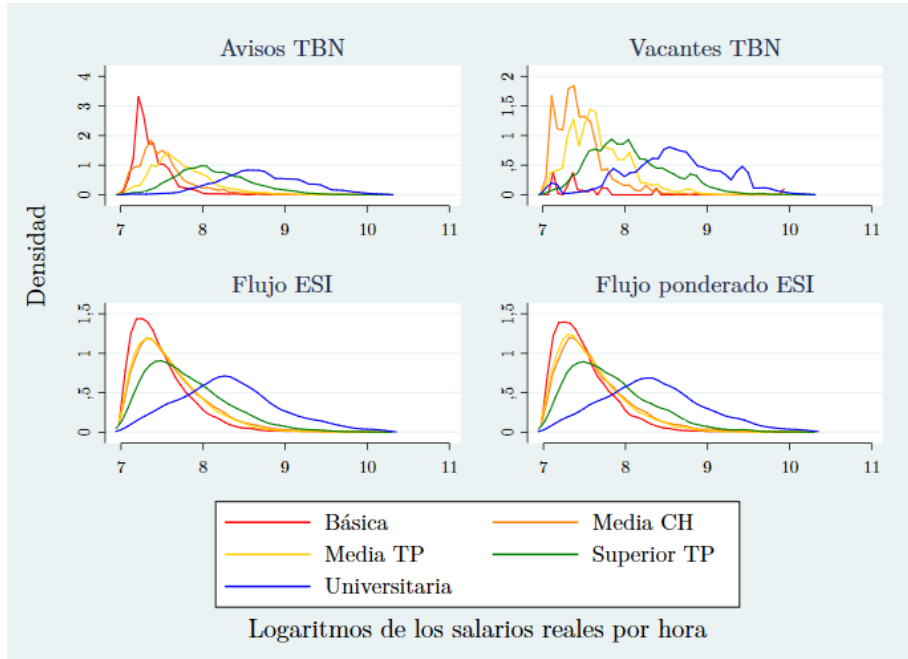 Avisos TBN
Vacantes TBN
0 1 2 3 4
7 8 9 10 11
0 ,5 1 1,5 2
7 8 9 10 11
Densidad
Flujo ESI
Flujo ponderado ESI
0 ,5 1 1,5
7 8 9 10 11
0 ,5 1 1,5
7 8 9 10 11
Básica
Media CH
Media TP
Superior TP
Universitaria
Logaritmos de los salarios reales por hora